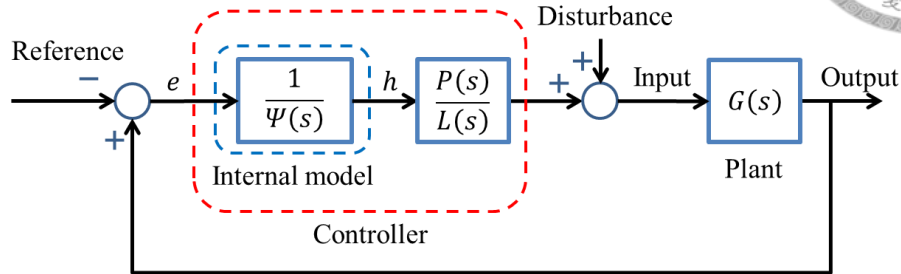 Disturbance
Reference
− e 1 h P(s) + + Input Output
Ψ(s) L(s) G(s)
+
Internal model Plant
Controller